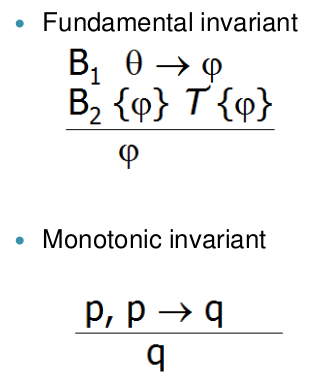 • Fundamental invariant
B₁ θ → φ
B₂ {φ} T {φ}
φ
• Monotonic invariant
p, p → q
q